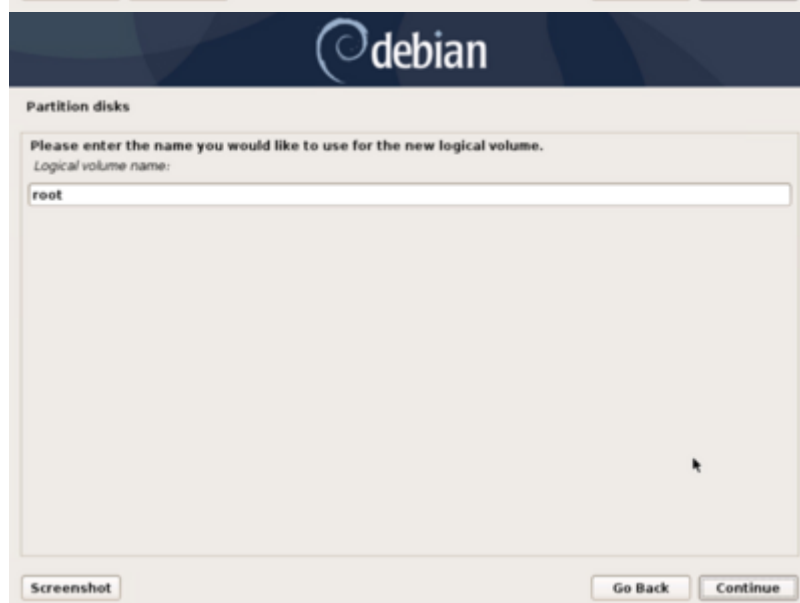 debian
Partition disks
Please enter the name you would like to use for the new logical volume.
Logical volume name:
root
Screenshot
Go Back
Continue